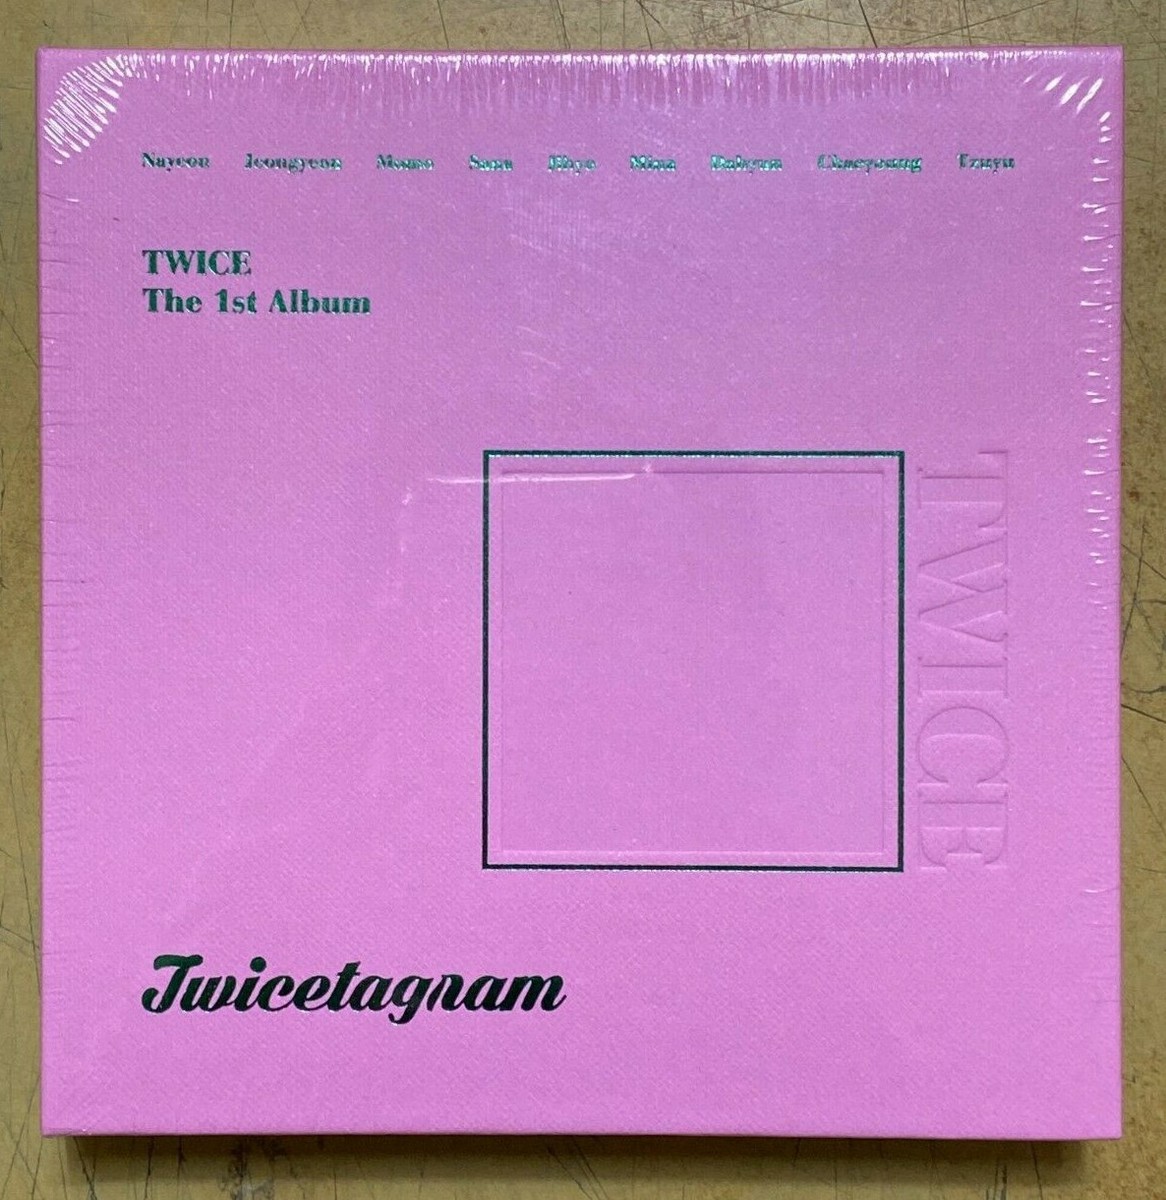 Nayeon Jeongyeon Momo Sana Jihyo Mina Dahyun Chaeyoung Tzuyu
TWICE
The 1st Album
TWICE
Twicetagram